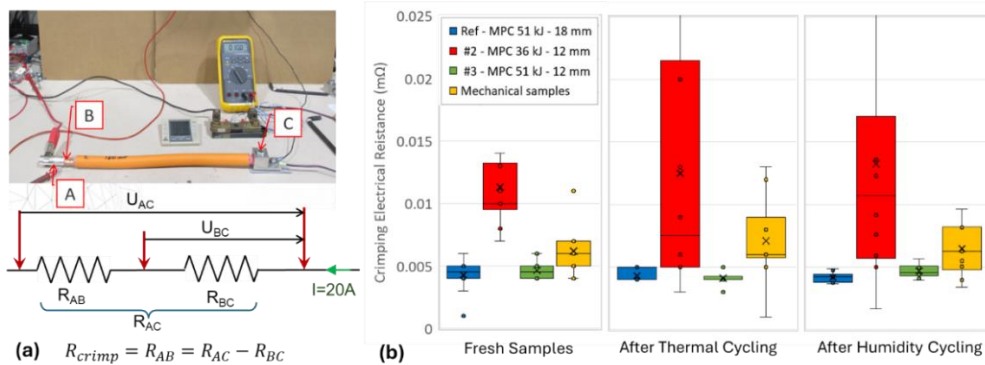 B
C
A
U_AC
U_BC
R_AB
R_BC
I=20A
R_AC
(a) R_crimp = R_AB = R_AC − R_BC
Crimping Electrical Reistance (mΩ)
0.025
0.02
0.015
0.01
0.005
0
Ref - MPC 51 kJ - 18 mm
#2 - MPC 36 kJ - 12 mm
#3 - MPC 51 kJ - 12 mm
Mechanical samples
(b) Fresh Samples
After Thermal Cycling
After Humidity Cycling